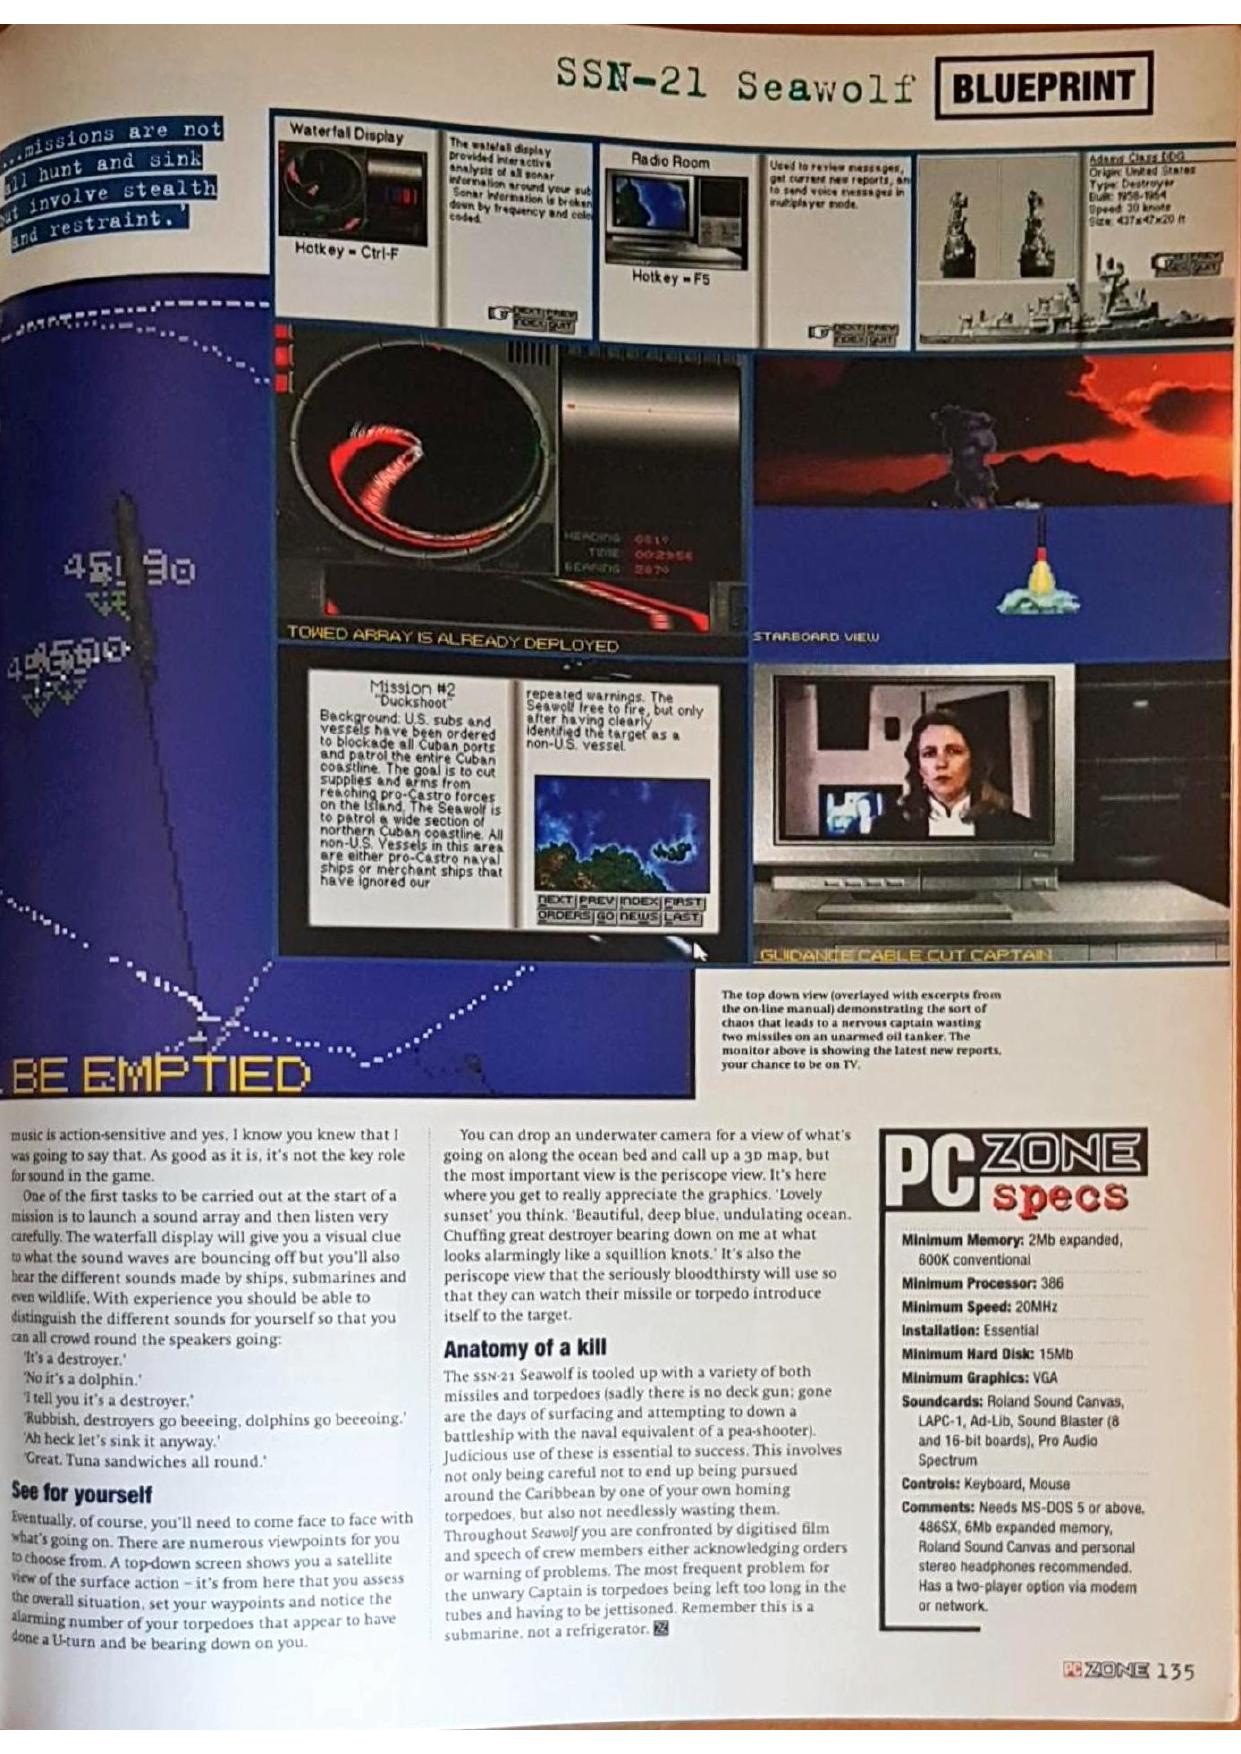 SSN-21 Seawolf BLUEPRINT
...missions are not
all hunt and sink
but involve stealth
and restraint.'
Waterfall Display
Hotkey = Ctrl-F
The watefall display
provided interactive
analysis of all sonar
information around your sub
Sonar Information is broken
down by frequency and colo
coded.
NEXT PREV
INDEX QUIT
Radio Room
Hotkey = F5
Used to review messages,
get current new reports, an
to send voice messages in
multiplayer mode.
NEXT PREV
INDEX QUIT
Adams Class DDG
Origin: United States
Type: Destroyer
Built: 1958-1964
Speed: 30 knots
Size: 437x47x20 ft
HEADING
TIME
BEARING
TOWED ARRAY IS ALREADY DEPLOYED
STARBOARD VIEW
Mission #2
"Duckshoot"
Background: U.S. subs and
vessels have been ordered
to blockade all Cuban ports
and patrol the entire Cuban
coastline. The goal is to cut
supplies and arms from
reaching pro-Castro forces
on the Island. The Seawolf is
to patrol a wide section of
northern Cuban coastline. All
non-U.S. Vessels in this area
are either pro-Castro naval
ships or merchant ships that
have ignored our
repeated warnings. The
Seawolf free to fire, but only
after having clearly
identified the target as a
non-U.S. vessel.
NEXT PREV INDEX FIRST
ORDERS GO NEWS LAST
GUIDANCE CABLE CUT CAPTAIN
BE EMPTIED
The top down view (overlayed with excerpts from
the on-line manual) demonstrating the sort of
chaos that leads to a nervous captain wasting
two missiles on an unarmed oil tanker. The
monitor above is showing the latest new reports,
your chance to be on TV.
music is action-sensitive and yes, I know you knew that I
was going to say that. As good as it is, it's not the key role
for sound in the game.
One of the first tasks to be carried out at the start of a
mission is to launch a sound array and then listen very
carefully. The waterfall display will give you a visual clue
to what the sound waves are bouncing off but you'll also
hear the different sounds made by ships, submarines and
even wildlife. With experience you should be able to
distinguish the different sounds for yourself so that you
can all crowd round the speakers going:
'It's a destroyer.'
'No it's a dolphin.'
'I tell you it's a destroyer.'
'Rubbish, destroyers go beeeing, dolphins go beeeoing.'
'Ah heck let's sink it anyway.'
'Great. Tuna sandwiches all round.'
See for yourself
Eventually, of course, you'll need to come face to face with
what's going on. There are numerous viewpoints for you
to choose from. A top-down screen shows you a satellite
view of the surface action – it's from here that you assess
the overall situation, set your waypoints and notice the
alarming number of your torpedoes that appear to have
done a U-turn and be bearing down on you.
You can drop an underwater camera for a view of what's
going on along the ocean bed and call up a 3D map, but
the most important view is the periscope view. It's here
where you get to really appreciate the graphics. 'Lovely
sunset' you think. 'Beautiful, deep blue, undulating ocean.
Chuffing great destroyer bearing down on me at what
looks alarmingly like a squillion knots.' It's also the
periscope view that the seriously bloodthirsty will use so
that they can watch their missile or torpedo introduce
itself to the target.
Anatomy of a kill
The SSN-21 Seawolf is tooled up with a variety of both
missiles and torpedoes (sadly there is no deck gun; gone
are the days of surfacing and attempting to down a
battleship with the naval equivalent of a pea-shooter).
Judicious use of these is essential to success. This involves
not only being careful not to end up being pursued
around the Caribbean by one of your own homing
torpedoes, but also not needlessly wasting them.
Throughout Seawolf you are confronted by digitised film
and speech of crew members either acknowledging orders
or warning of problems. The most frequent problem for
the unwary Captain is torpedoes being left too long in the
tubes and having to be jettisoned. Remember this is a
submarine, not a refrigerator.
PC ZONE
specs
Minimum Memory: 2Mb expanded,
600K conventional
Minimum Processor: 386
Minimum Speed: 20MHz
Installation: Essential
Minimum Hard Disk: 15Mb
Minimum Graphics: VGA
Soundcards: Roland Sound Canvas,
LAPC-1, Ad-Lib, Sound Blaster (8
and 16-bit boards), Pro Audio
Spectrum
Controls: Keyboard, Mouse
Comments: Needs MS-DOS 5 or above.
486SX, 6Mb expanded memory,
Roland Sound Canvas and personal
stereo headphones recommended.
Has a two-player option via modem
or network.
PC ZONE 135